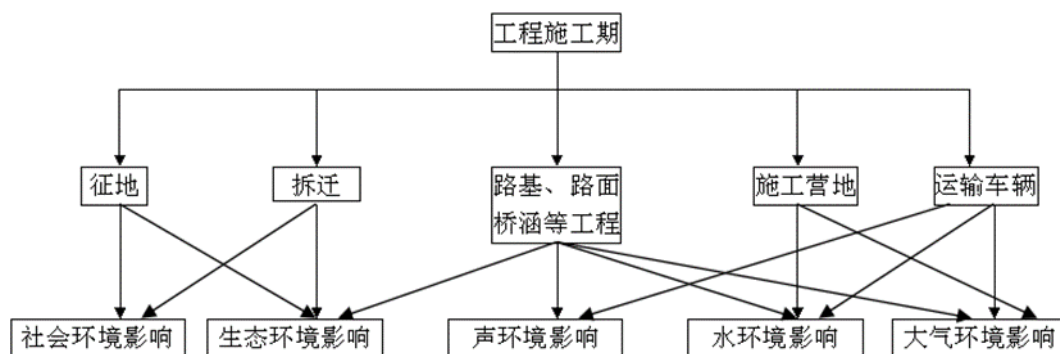 工程施工期
征地
拆迁
路基、路面
桥涵等工程
施工营地
运输车辆
社会环境影响
生态环境影响
声环境影响
水环境影响
大气环境影响